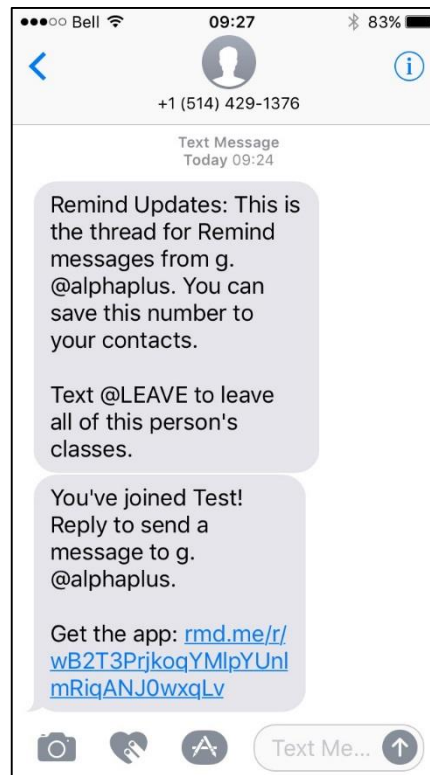 ●●●○○ Bell 09:27 83%
+1 (514) 429-1376
Text Message
Today 09:24
Remind Updates: This is
the thread for Remind
messages from g.
@alphaplus. You can
save this number to
your contacts.
Text @LEAVE to leave
all of this person's
classes.
You've joined Test!
Reply to send a
message to g.
@alphaplus.
Get the app: rmd.me/r/
wB2T3PrjkoqYMlpYUnl
mRiqANJ0wxqLv
Text Me...